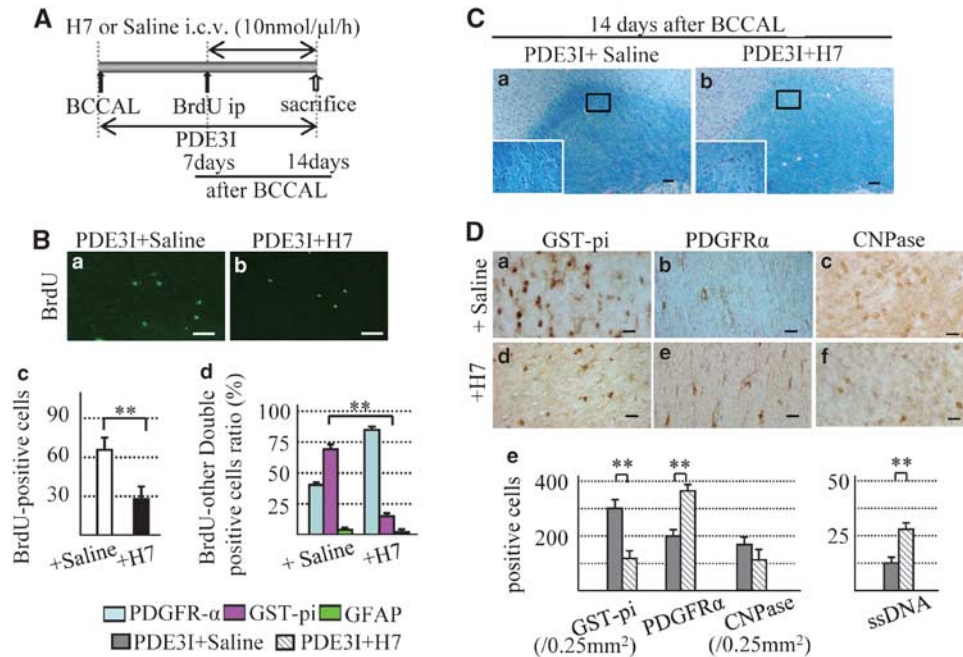 A
H7 or Saline i.c.v. (10nmol/μl/h)
BCCAL
BrdU ip
sacrifice
PDE3I
7days
14days
after BCCAL
B
PDE3I+Saline
PDE3I+H7
BrdU
a
b
c
BrdU-positive cells
90
60
30
**
+Saline
+H7
d
BrdU-other Double
positive cells ratio (%)
100
75
50
25
0
**
+ Saline
+H7
PDGFR-α
GST-pi
GFAP
PDE3I+Saline
PDE3I+H7
C
14 days after BCCAL
PDE3I+ Saline
PDE3I+H7
a
b
D
GST-pi
PDGFRα
CNPase
+ Saline
a
b
c
+H7
d
e
f
e
positive cells
400
200
**
**
GST-pi
(/0.25mm²)
PDGFRα
CNPase
(/0.25mm²)
50
25
0
**
ssDNA